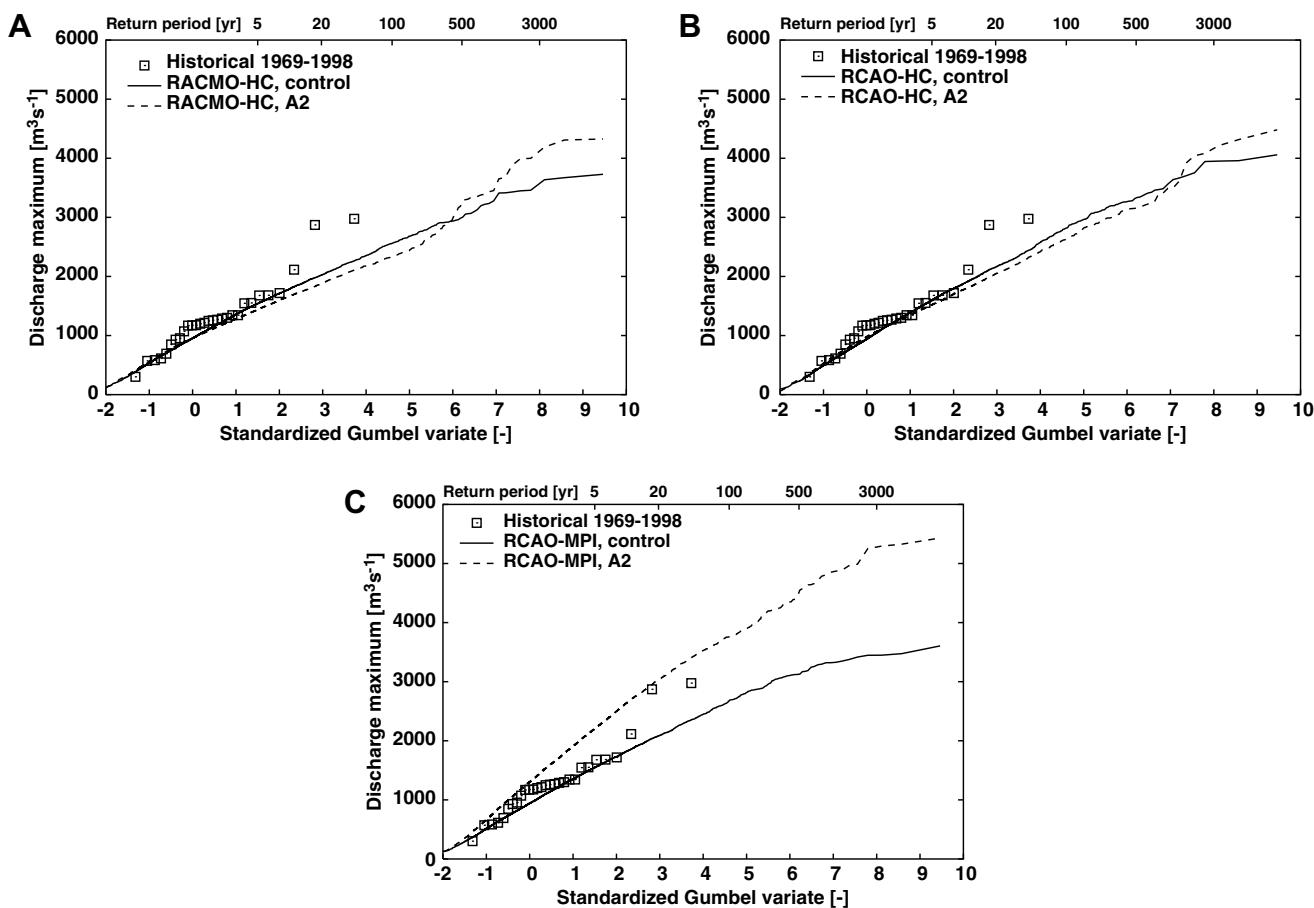 A
Return period [yr] 5 20 100 500 3000
6000
5000
4000
3000
2000
1000
0
Discharge maximum [m³s⁻¹]
Historical 1969-1998
RACMO-HC, control
RACMO-HC, A2
-2 -1 0 1 2 3 4 5 6 7 8 9 10
Standardized Gumbel variate [-]
B
Return period [yr] 5 20 100 500 3000
6000
5000
4000
3000
2000
1000
0
Discharge maximum [m³s⁻¹]
Historical 1969-1998
RCAO-HC, control
RCAO-HC, A2
-2 -1 0 1 2 3 4 5 6 7 8 9 10
Standardized Gumbel variate [-]
C
Return period [yr] 5 20 100 500 3000
6000
5000
4000
3000
2000
1000
0
Discharge maximum [m³s⁻¹]
Historical 1969-1998
RCAO-MPI, control
RCAO-MPI, A2
-2 -1 0 1 2 3 4 5 6 7 8 9 10
Standardized Gumbel variate [-]